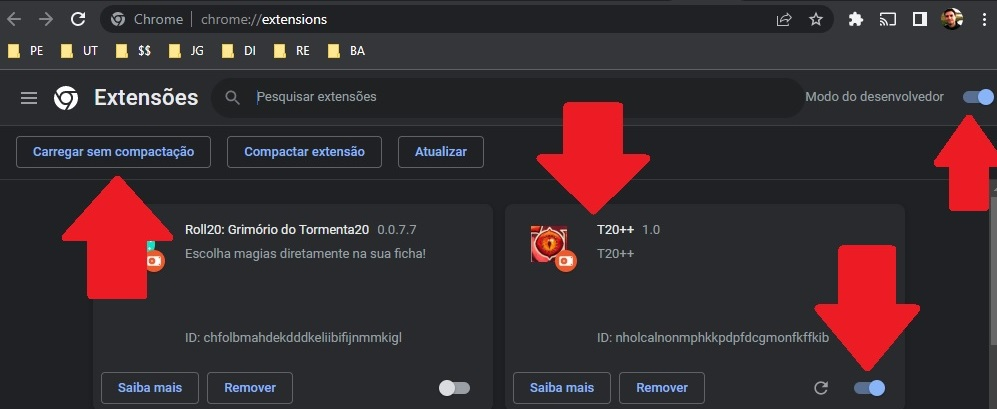 Chrome | chrome://extensions
PE UT $$ JG DI RE BA
Extensões Pesquisar extensões Modo do desenvolvedor
Carregar sem compactação Compactar extensão Atualizar
Roll20: Grimório do Tormenta20 0.0.7.7
Escolha magias diretamente na sua ficha!
ID: chfolbmahdekdddkeliibifijnmmkigl
Saiba mais Remover
T20++ 1.0
T20++
ID: nholcalnonmphkkpdpfdcgmonfkffkib
Saiba mais Remover